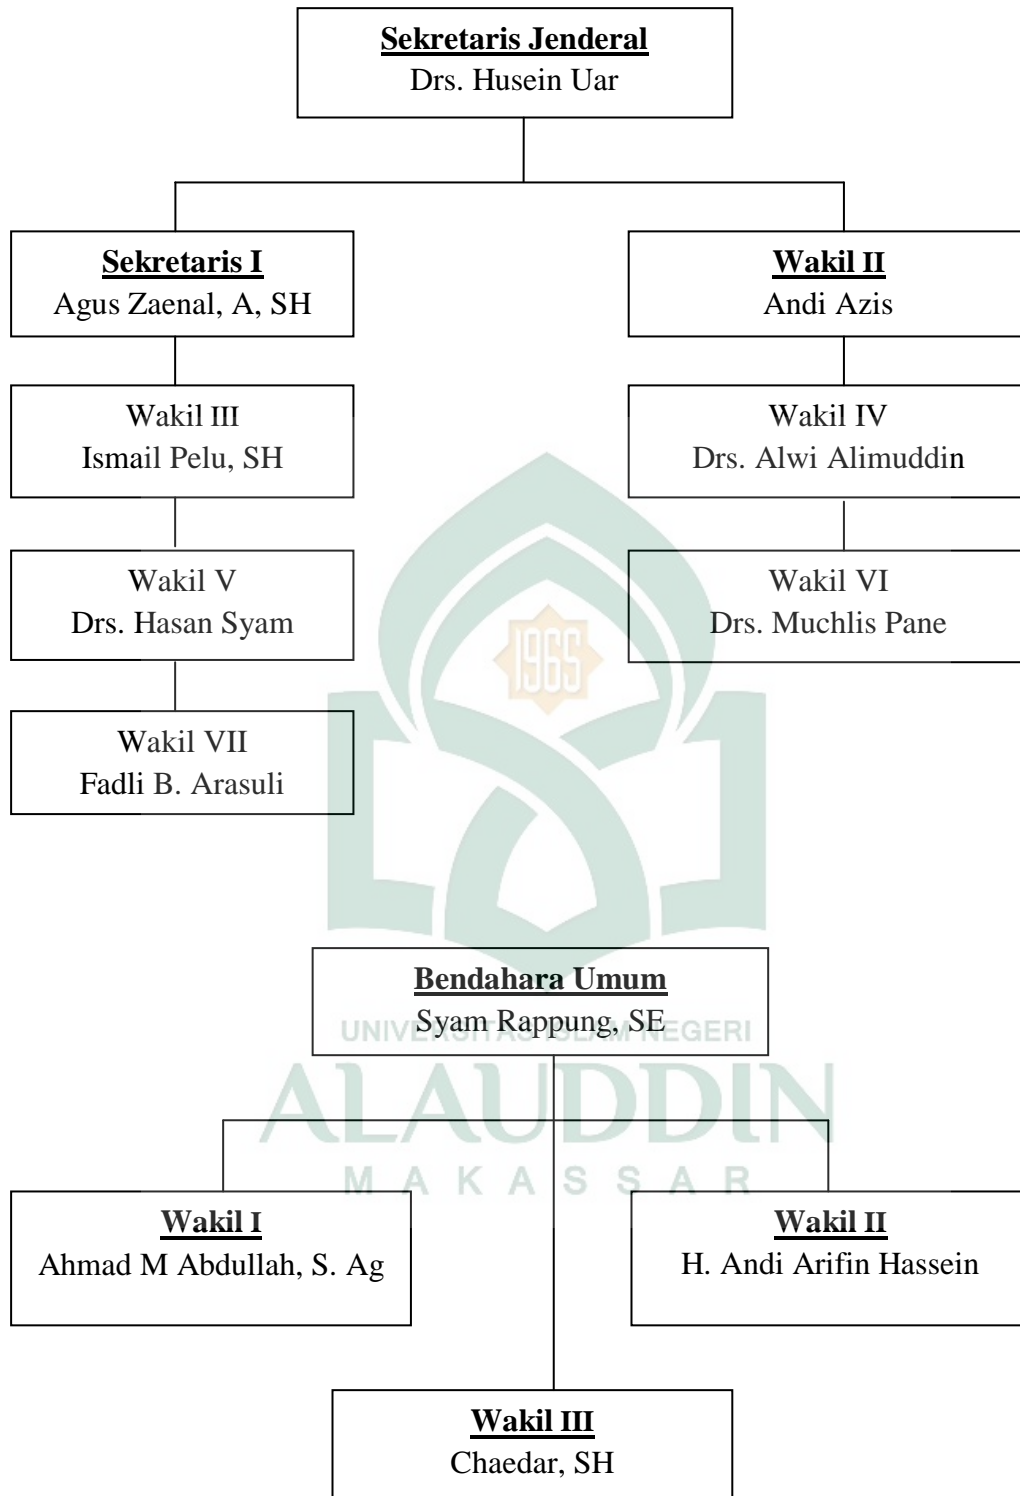 Sekretaris Jenderal
Drs. Husein Uar
Sekretaris I
Agus Zaenal, A, SH
Wakil II
Andi Azis
Wakil III
Ismail Pelu, SH
Wakil IV
Drs. Alwi Alimuddin
Wakil V
Drs. Hasan Syam
Wakil VI
Drs. Muchlis Pane
1965
Wakil VII
Fadli B. Arasuli
Bendahara Umum
Syam Rappung, SE
UNIVERSITAS ISLAM NEGERI
ALAUDDIN
MAKASSAR
Wakil I
Ahmad M Abdullah, S. Ag
Wakil II
H. Andi Arifin Hassein
Wakil III
Chaedar, SH